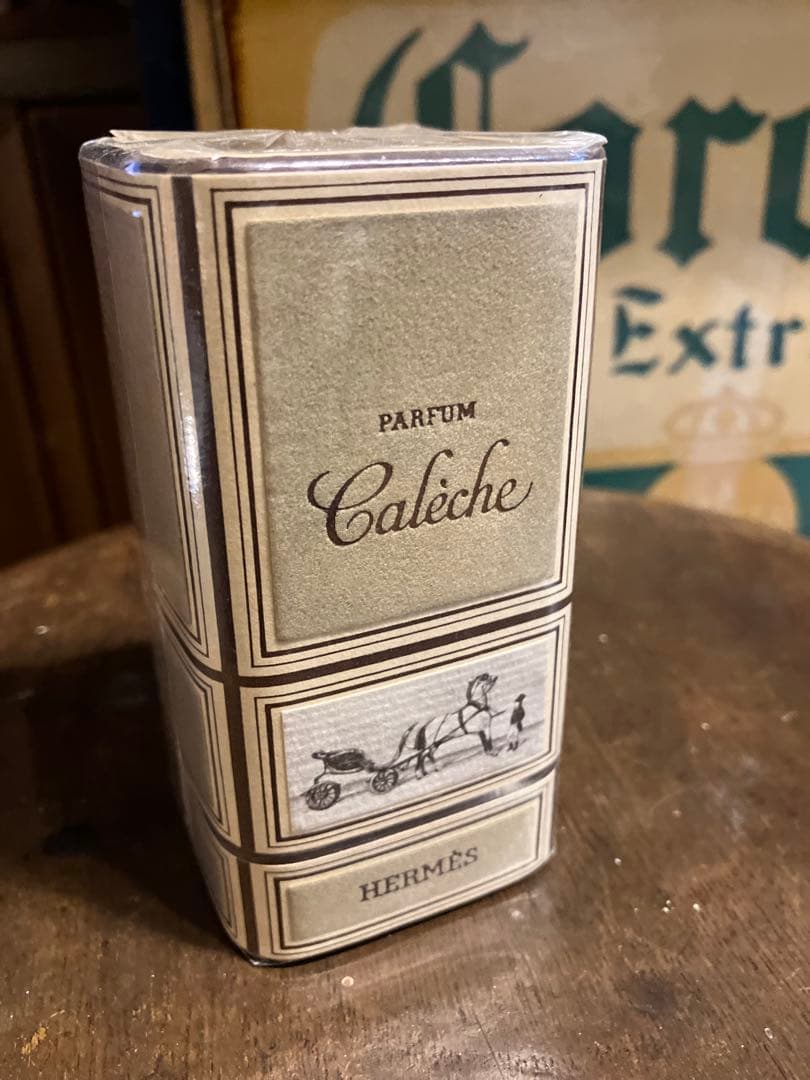 PARFUM
Calèche
HERMÈS
Extr